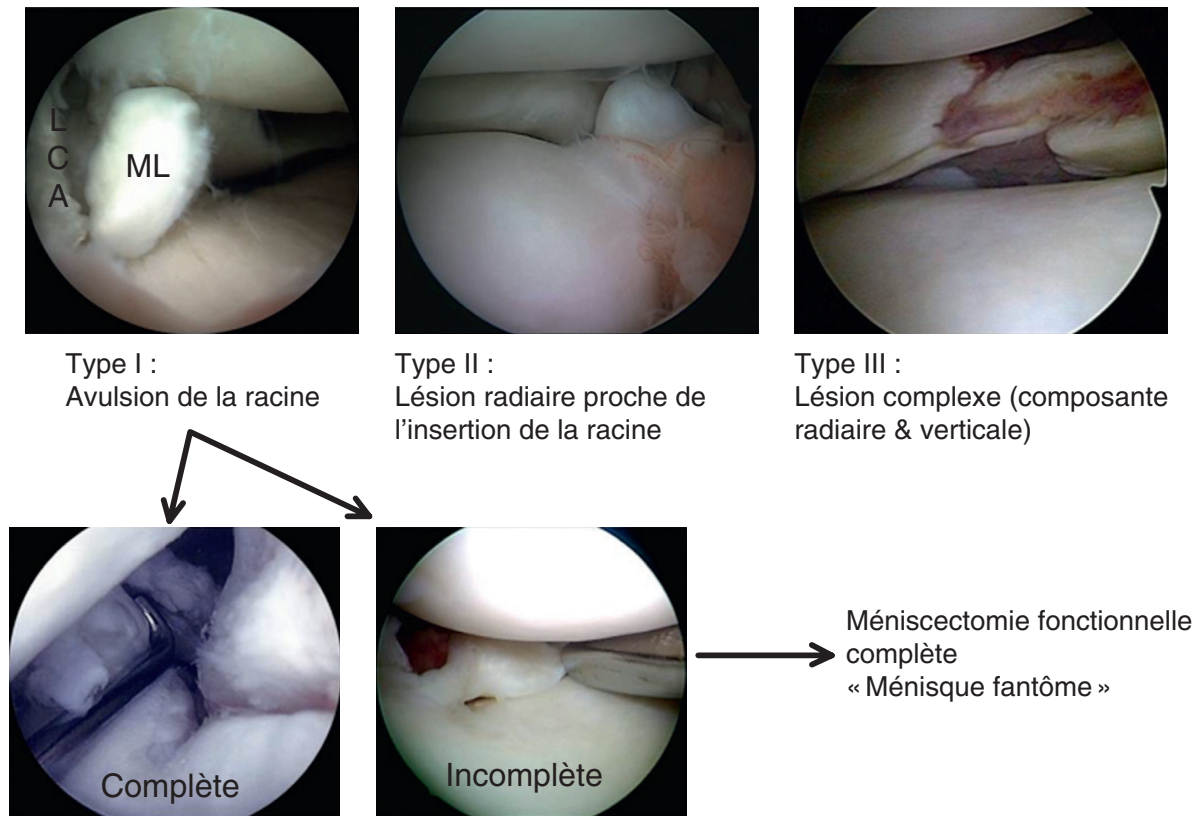 LCA
ML
Type I :
Avulsion de la racine
Type II :
Lésion radiaire proche de
l’insertion de la racine
Type III :
Lésion complexe (composante
radiaire & verticale)
Complète
Incomplète
Méniscectomie fonctionnelle
complète
« Ménisque fantôme »